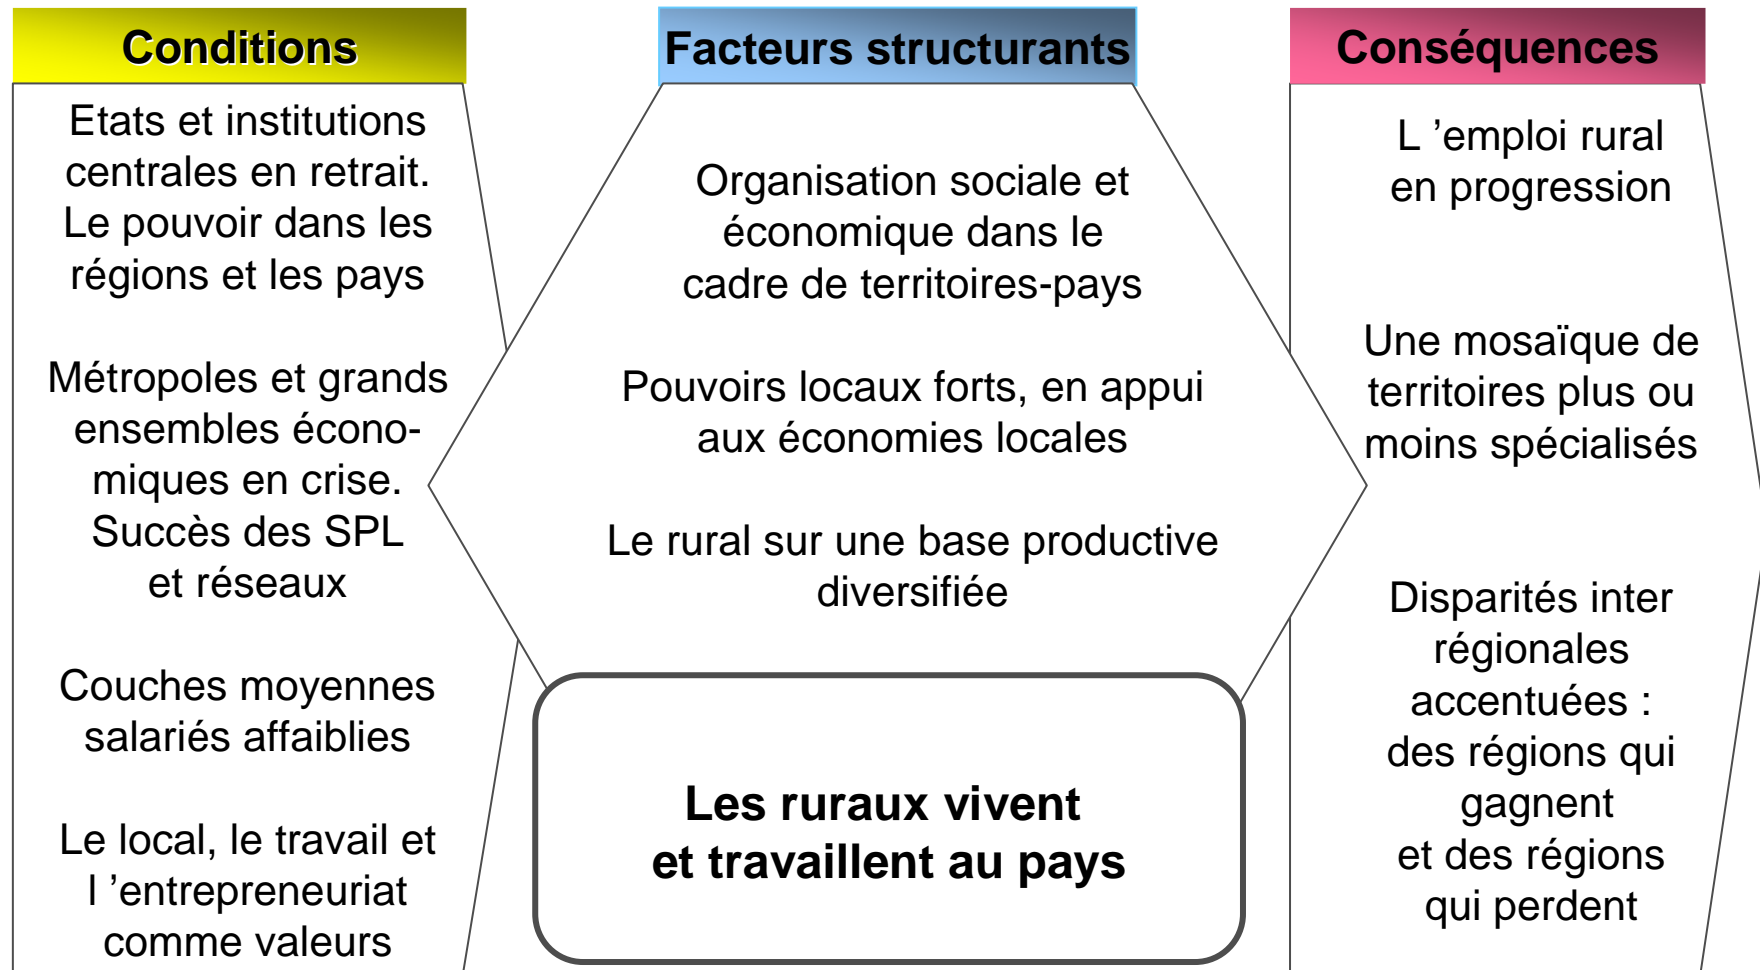 Conditions
Etats et institutions
centrales en retrait.
Le pouvoir dans les
régions et les pays
Métropoles et grands
ensembles écono-
miques en crise.
Succès des SPL
et réseaux
Couches moyennes
salariés affaiblies
Le local, le travail et
l ’entrepreneuriat
comme valeurs
Facteurs structurants
Organisation sociale et
économique dans le
cadre de territoires-pays
Pouvoirs locaux forts, en appui
aux économies locales
Le rural sur une base productive
diversifiée
Les ruraux vivent
et travaillent au pays
Conséquences
L ’emploi rural
en progression
Une mosaïque de
territoires plus ou
moins spécialisés
Disparités inter
régionales
accentuées :
des régions qui
gagnent
et des régions
qui perdent